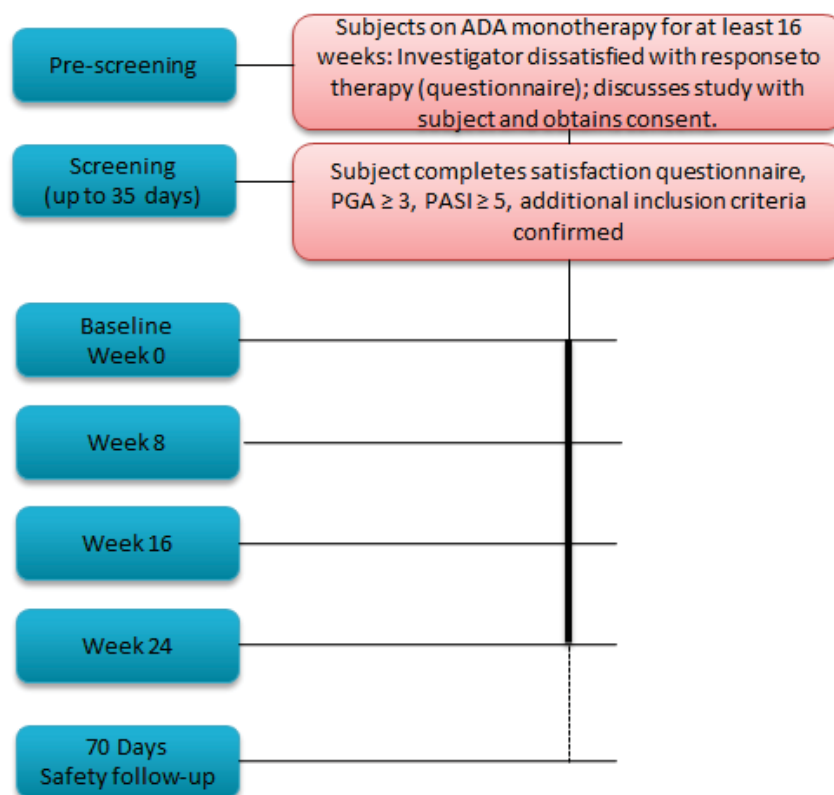 Pre-screening
Subjects on ADA monotherapy for at least 16
weeks: Investigator dissatisfied with response to
therapy (questionnaire); discusses study with
subject and obtains consent.
Screening
(up to 35 days)
Subject completes satisfaction questionnaire,
PGA ≥ 3, PASI ≥ 5, additional inclusion criteria
confirmed
Baseline
Week 0
Week 8
Week 16
Week 24
70 Days
Safety follow-up